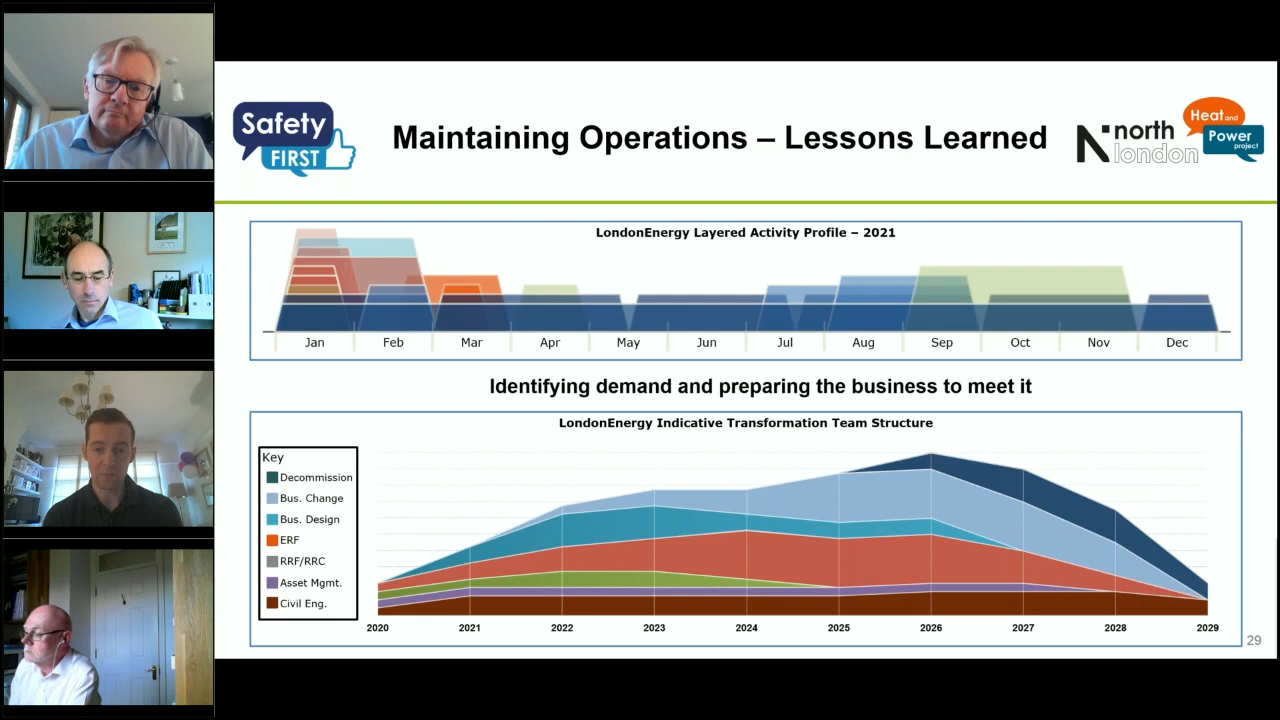 Safety
FIRST
Maintaining Operations – Lessons Learned
north
london
Heat and
Power
project
LondonEnergy Layered Activity Profile – 2021
Jan Feb Mar Apr May Jun Jul Aug Sep Oct Nov Dec
Identifying demand and preparing the business to meet it
LondonEnergy Indicative Transformation Team Structure
Key
Decommission
Bus. Change
Bus. Design
ERF
RRF/RRC
Asset Mgmt.
Civil Eng.
2020 2021 2022 2023 2024 2025 2026 2027 2028 2029
29